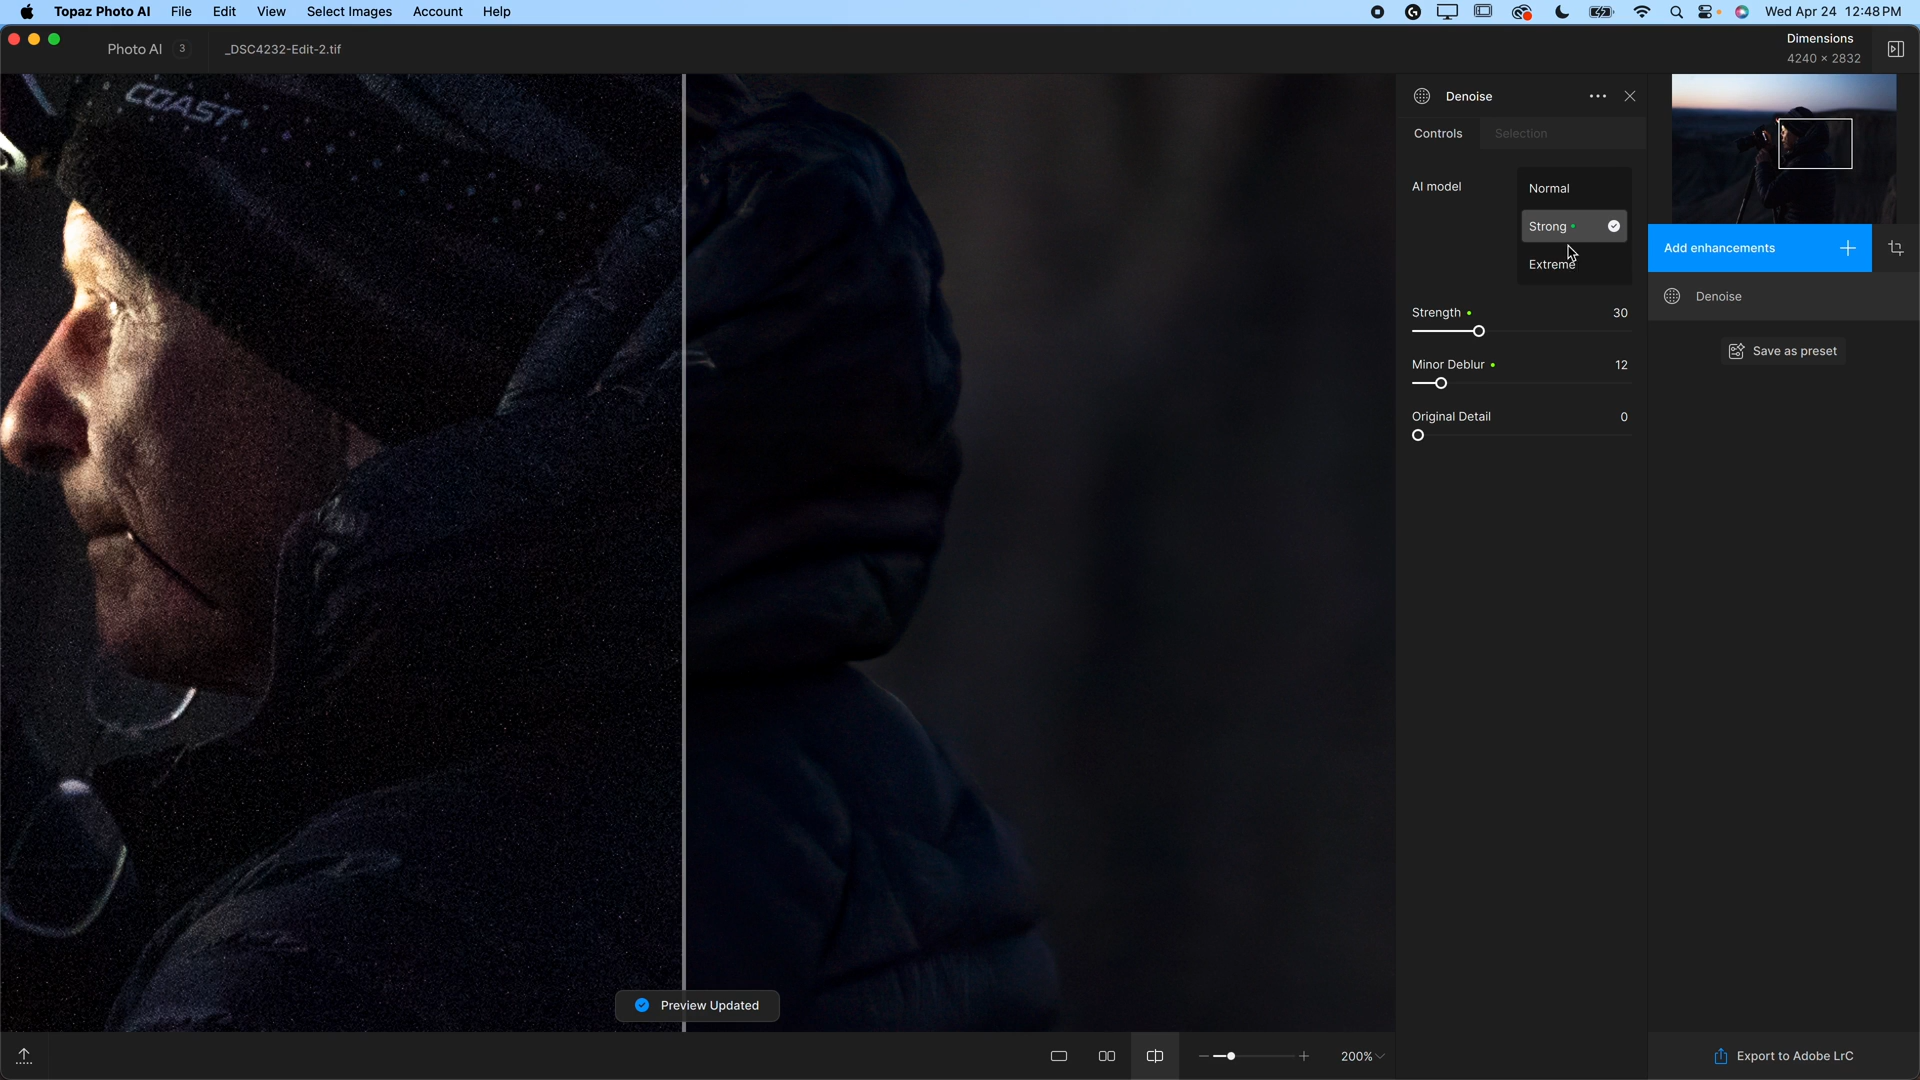 Topaz Photo AI File Edit View Select Images Account Help Wed Apr 24 12:48 PM
Photo AI 3 _DSC4232-Edit-2.tif
Dimensions
4240 × 2832
COAST
Denoise
Controls Selection
AI model
Normal
Strong
Extreme
Strength 30
Minor Deblur 12
Original Detail 0
Add enhancements
Denoise
Save as preset
Preview Updated
200%
Export to Adobe LrC